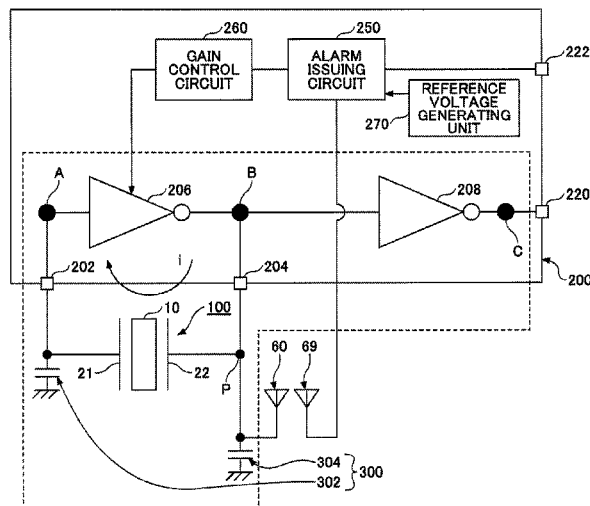 260
250
GAIN
CONTROL
CIRCUIT
ALARM
ISSUING
CIRCUIT
222
REFERENCE
VOLTAGE
GENERATING
UNIT
270
A
206
B
208
220
C
202
i
204
200
10
100
21
22
P
60
69
304
302
300